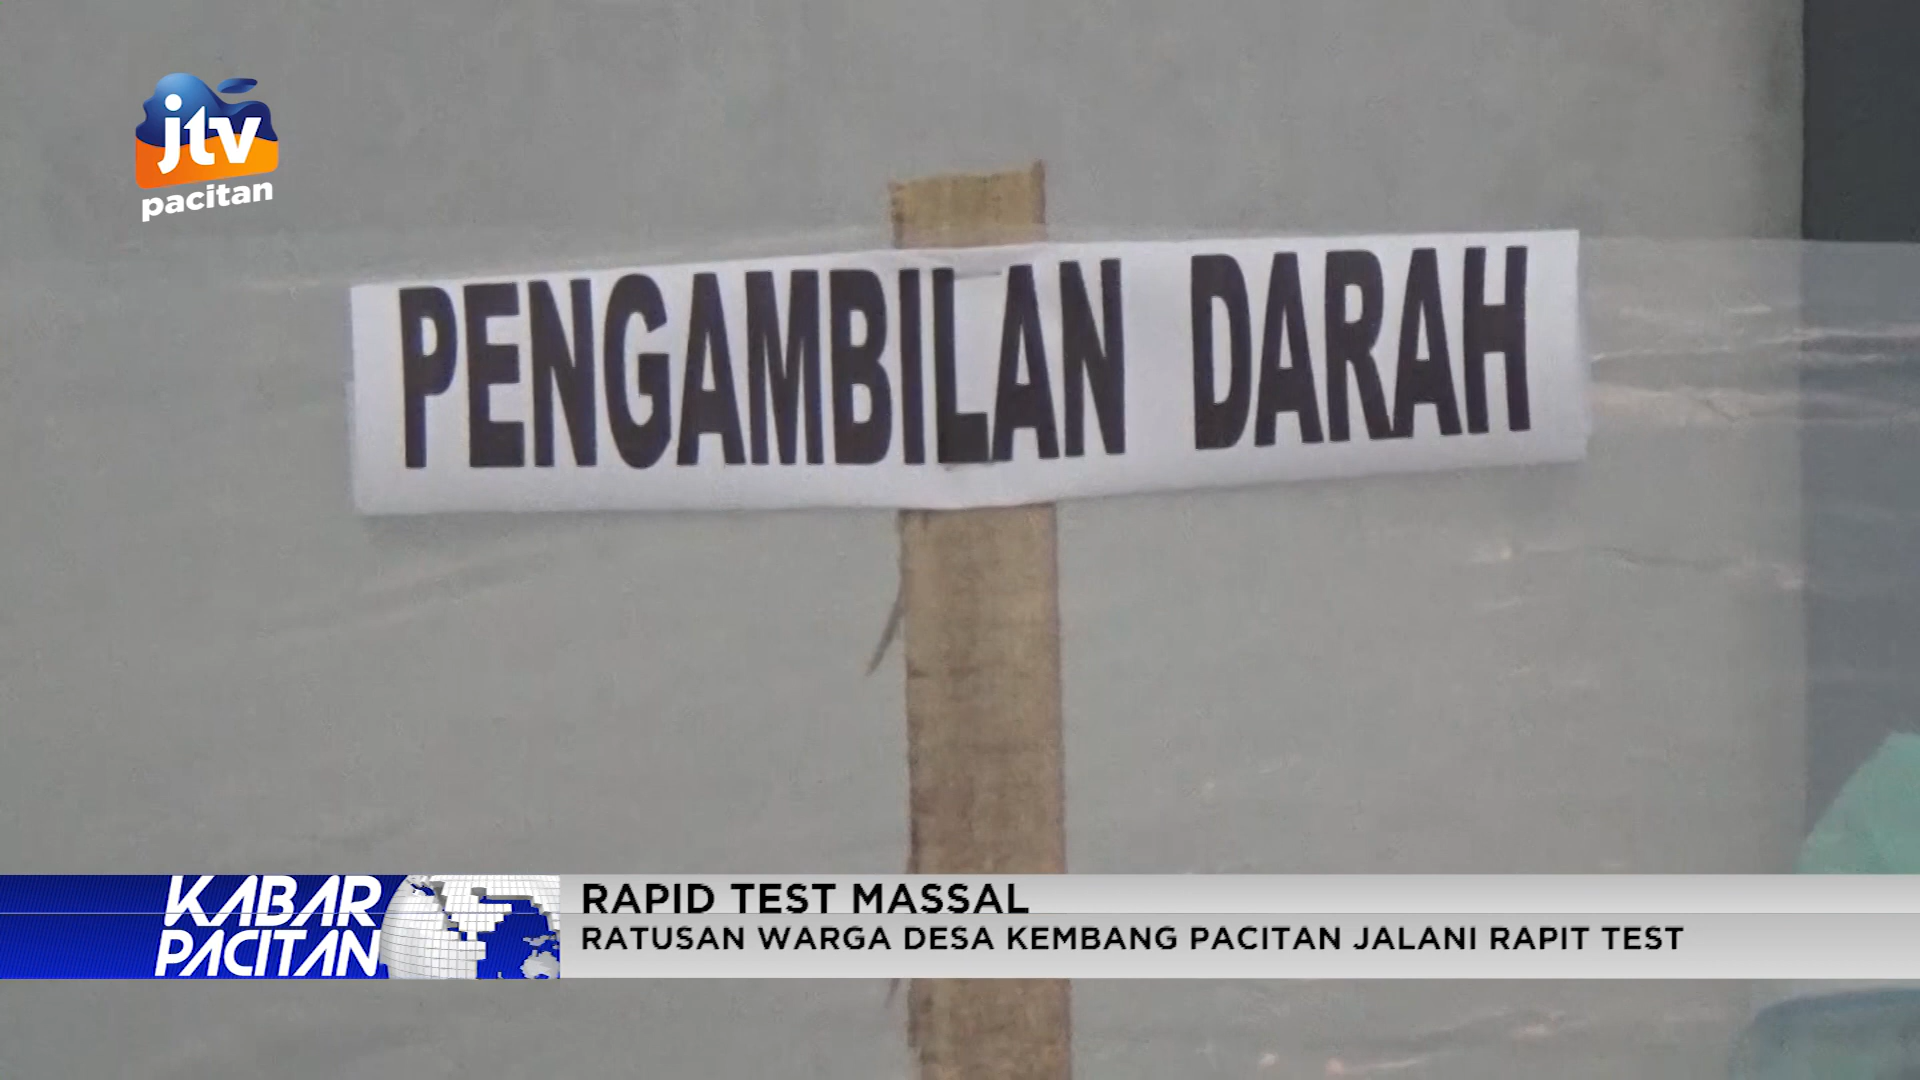 jtv
pacitan
PENGAMBILAN DARAH
KABAR
PACITAN
RAPID TEST MASSAL
RATUSAN WARGA DESA KEMBANG PACITAN JALANI RAPIT TEST